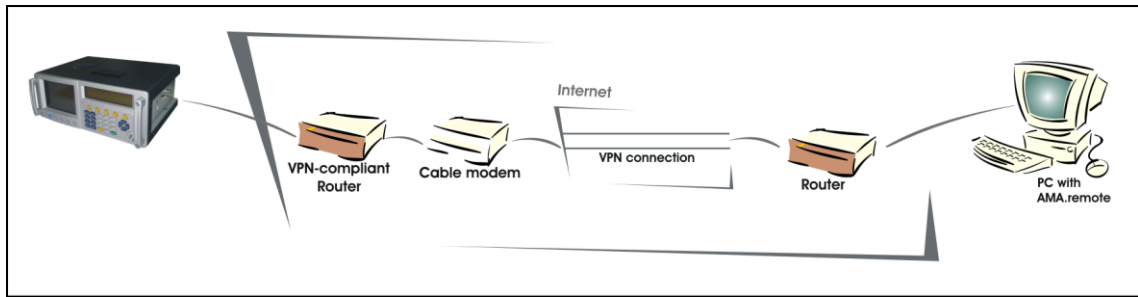 Internet
VPN-compliant
Router
Cable modem
VPN connection
Router
PC with
AMA.remote